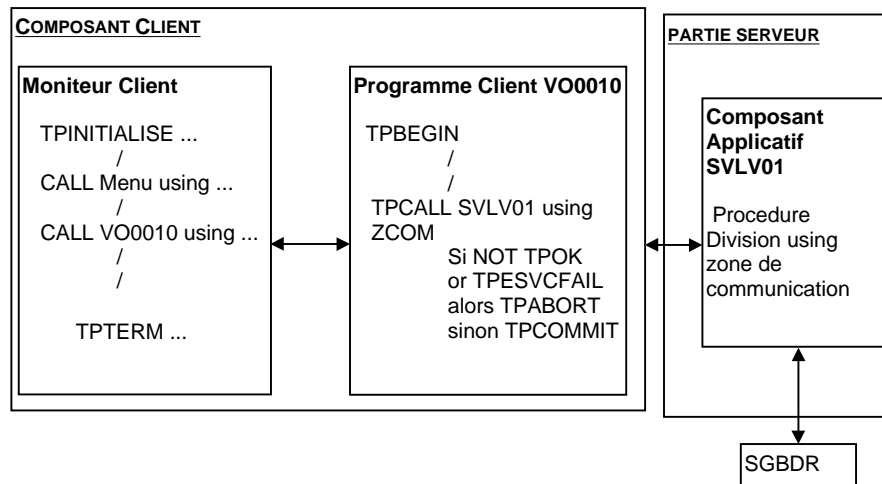 COMPOSANT CLIENT
Moniteur Client
TPINITIALISE ...
/
CALL Menu using ...
/
CALL VO0010 using ...
/
/
TPTERM ...
Programme Client VO0010
TPBEGIN
/
/
TPCALL SVLV01 using
ZCOM
Si NOT TPOK
or TPESVCFAIL
alors TPABORT
sinon TPCOMMIT
PARTIE SERVEUR
Composant
Applicatif
SVLV01
Procedure
Division using
zone de
communication
SGBDR